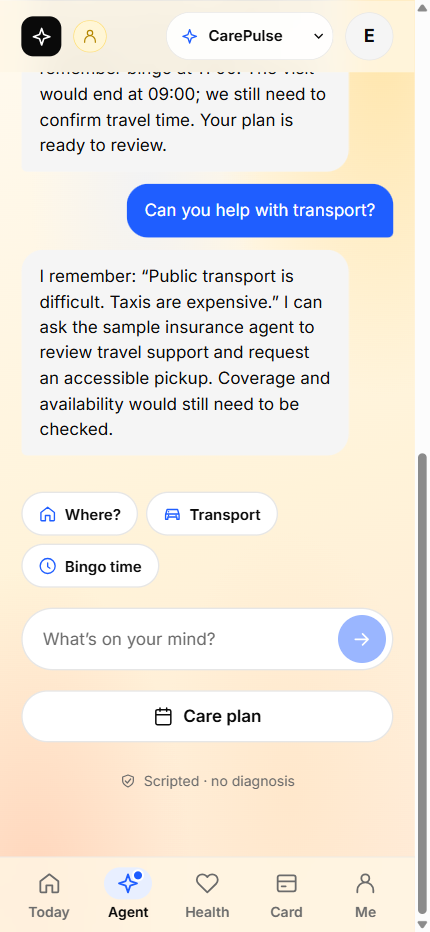 CarePulse
E
would end at 09:00; we still need to
confirm travel time. Your plan is
ready to review.
Can you help with transport?
I remember: “Public transport is
difficult. Taxis are expensive.” I can
ask the sample insurance agent to
review travel support and request
an accessible pickup. Coverage and
availability would still need to be
checked.
Where?
Transport
Bingo time
What’s on your mind?
Care plan
Scripted · no diagnosis
Today
Agent
Health
Card
Me